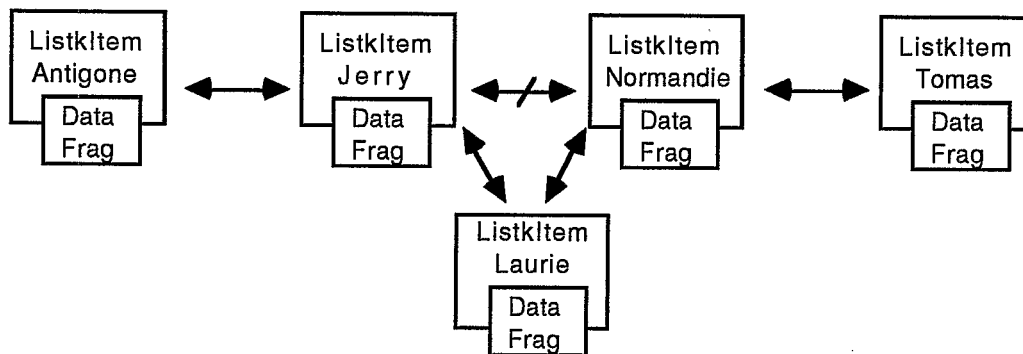 ListkItem
Antigone
Data
Frag
ListkItem
Jerry
Data
Frag
ListkItem
Normandie
Data
Frag
ListkItem
Tomas
Data
Frag
ListkItem
Laurie
Data
Frag